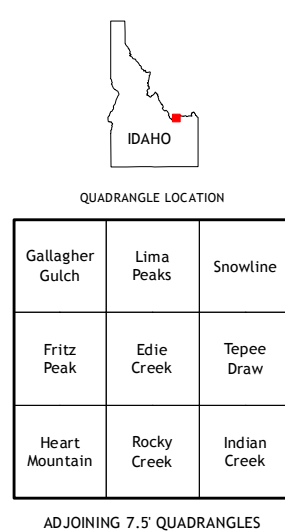 IDAHO
QUADRANGLE LOCATION
Gallagher
Gulch
Lima
Peaks
Snowline
Fritz
Peak
Edie
Creek
Tepee
Draw
Heart
Mountain
Rocky
Creek
Indian
Creek
ADJOINING 7.5' QUADRANGLES